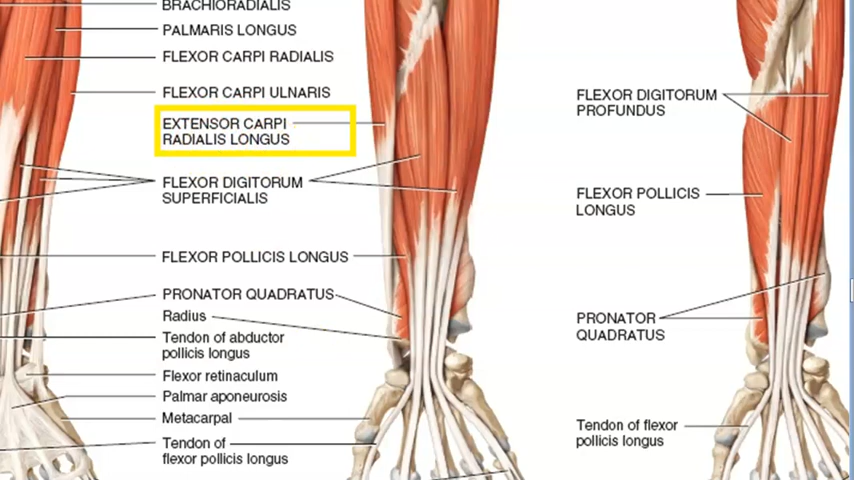 BRACHIORADIALIS
PALMARIS LONGUS
FLEXOR CARPI RADIALIS
FLEXOR CARPI ULNARIS
EXTENSOR CARPI
RADIALIS LONGUS
FLEXOR DIGITORUM
SUPERFICIALIS
FLEXOR POLLICIS LONGUS
PRONATOR QUADRATUS
Radius
Tendon of abductor
pollicis longus
Flexor retinaculum
Palmar aponeurosis
Metacarpal
Tendon of
flexor pollicis longus
FLEXOR DIGITORUM
PROFUNDUS
FLEXOR POLLICIS
LONGUS
PRONATOR
QUADRATUS
Tendon of flexor
pollicis longus